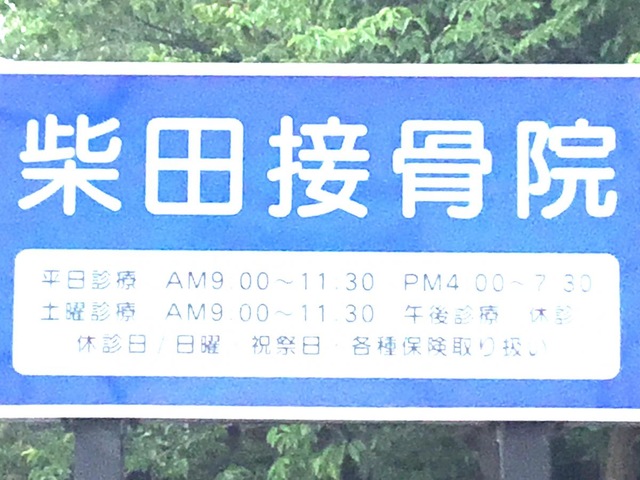 柴田接骨院
平日診療 AM9.00～11.30 PM4.00～7.30
土曜診療 AM9.00～11.30 午後診療 休診
休診日/日曜・祝祭日・各種保険取り扱い